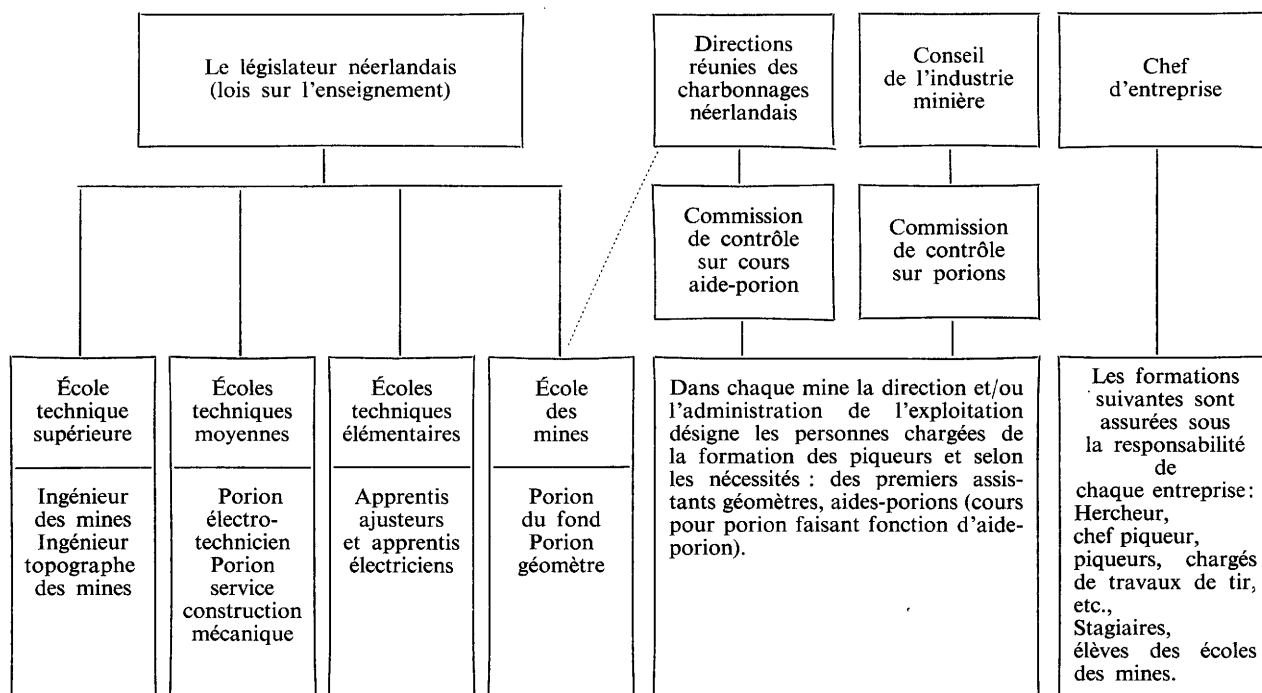 Le législateur néerlandais
(lois sur l'enseignement)
Directions
réunies des
charbonnages
néerlandais
Conseil
de l'industrie
minière
Chef
d'entreprise
Commission
de contrôle
sur cours
aide-porion
Commission
de contrôle
sur porions
École
technique
supérieure
Ingénieur
des mines
Ingénieur
topographe
des mines
Écoles
techniques
moyennes
Porion
électro-
technicien
Porion
service
construction
mécanique
Écoles
techniques
élémentaires
Apprentis
ajusteurs
et apprentis
électriciens
École
des
mines
Porion
du fond
Porion
géomètre
Dans chaque mine la direction et/ou
l'administration de l'exploitation
désigne les personnes chargées de
la formation des piqueurs et selon
les nécessités : des premiers assis-
tants géomètres, aides-porions (cours
pour porion faisant fonction d'aide-
porion).
Les formations
suivantes sont
assurées sous
la responsabilité
de
chaque entreprise:
Hercheur,
chef piqueur,
piqueurs, chargés
de travaux de tir,
etc.,
Stagiaires,
élèves des écoles
des mines.